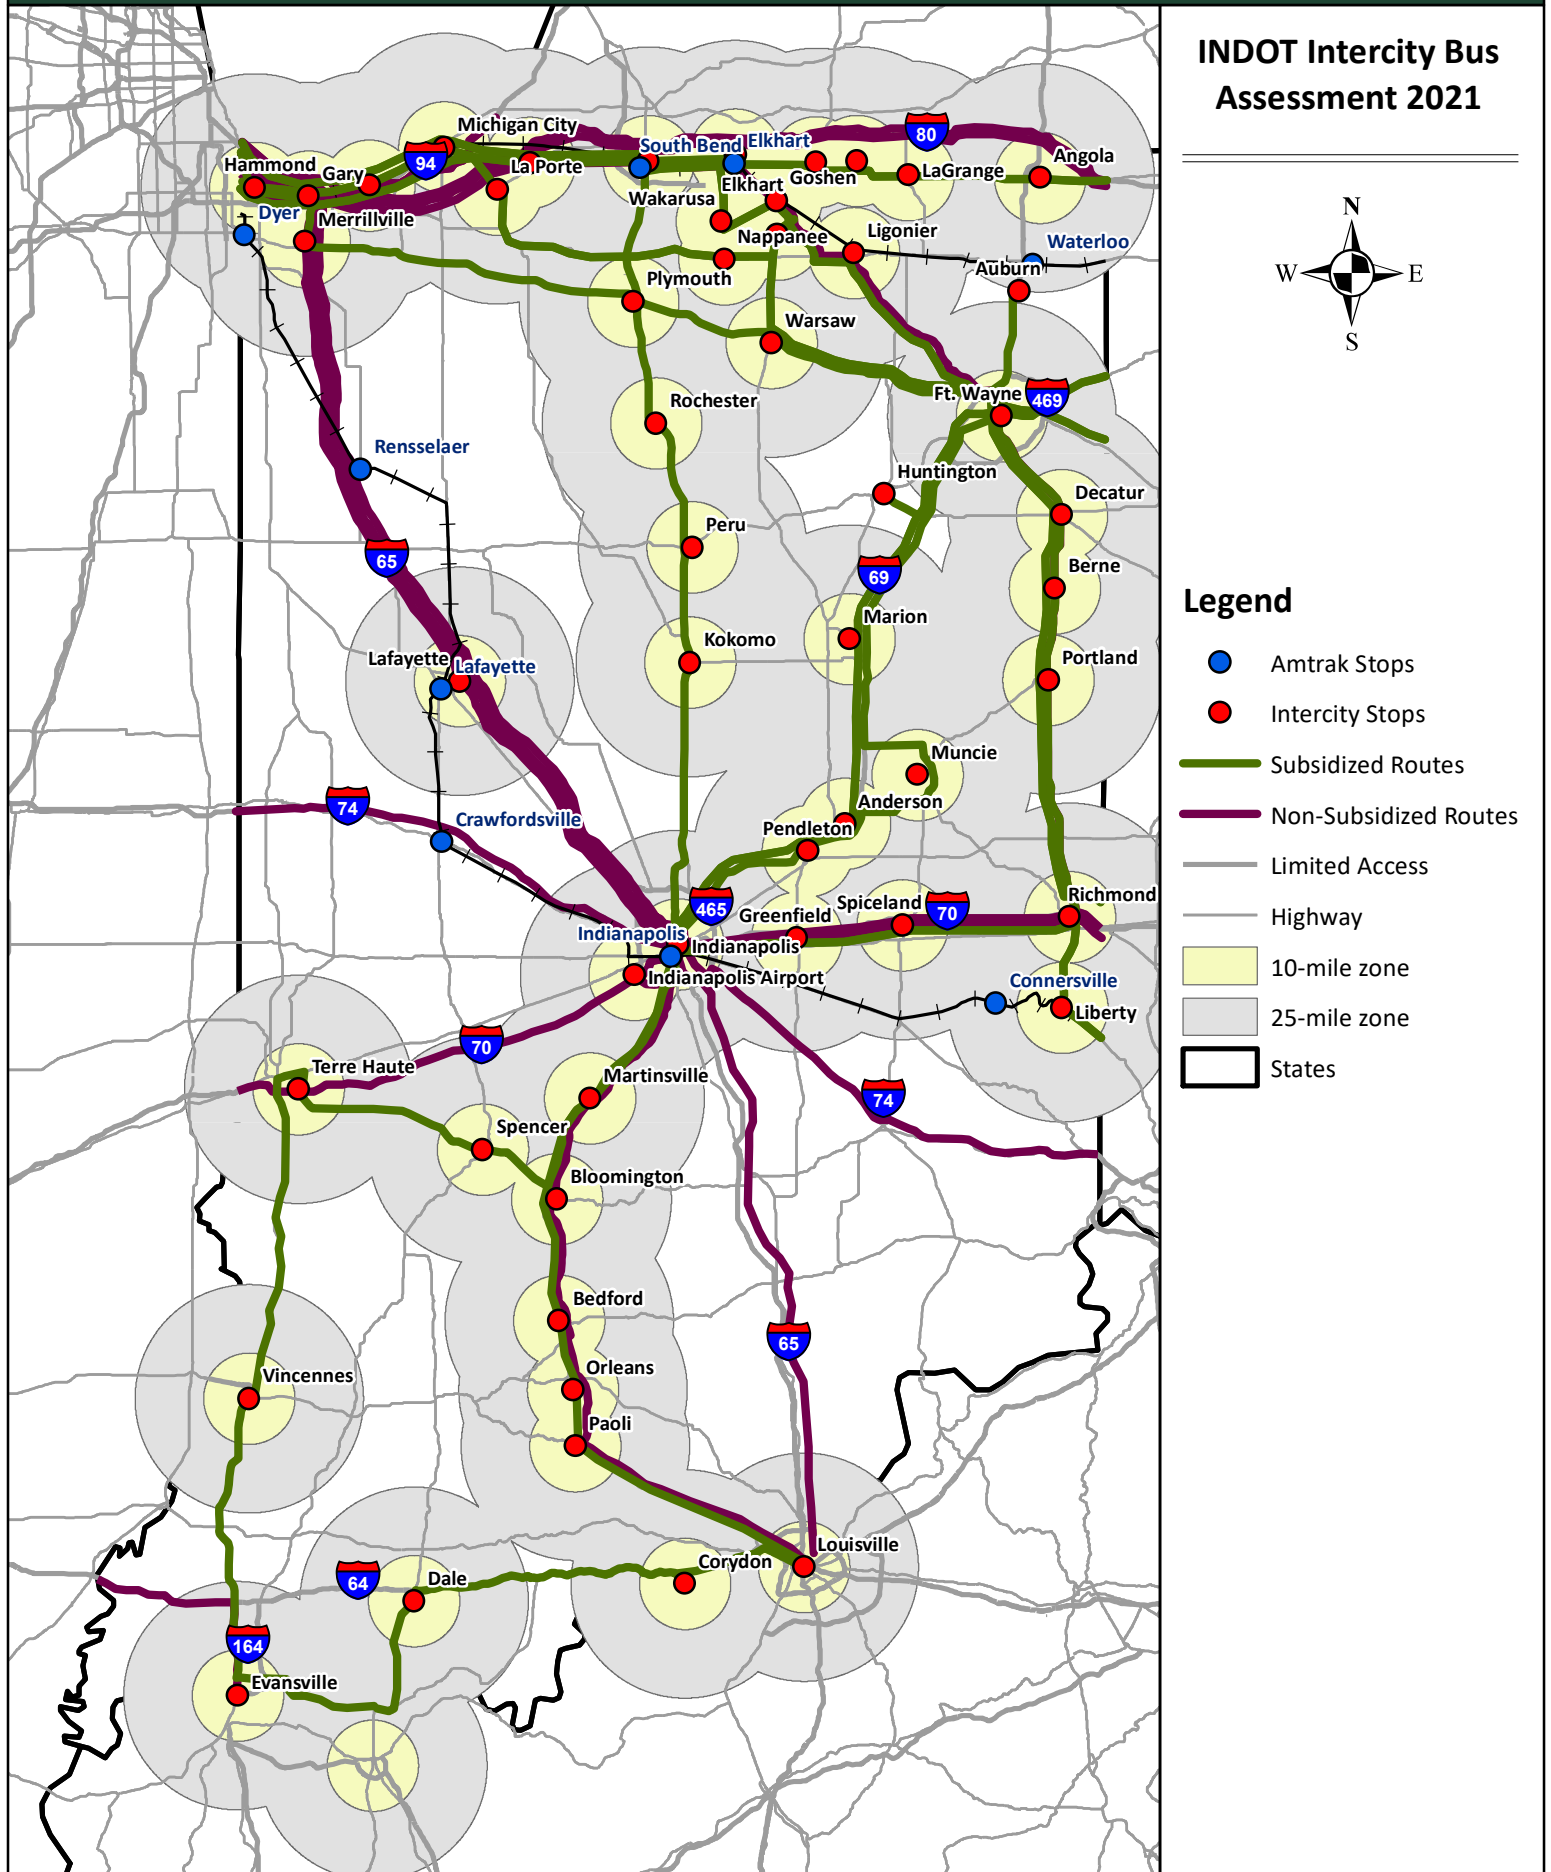 INDOT Intercity Bus
Assessment 2021
N
W
E
S
Legend
Amtrak Stops
Intercity Stops
Subsidized Routes
Non-Subsidized Routes
Limited Access
Highway
10-mile zone
25-mile zone
States
Michigan City
80
South Bend
Elkhart
94
Hammond
Gary
La Porte
Angola
Goshen
LaGrange
Elkhart
Wakarusa
Dyer
Merrillville
Nappanee
Ligonier
Waterloo
Auburn
Plymouth
Warsaw
Ft. Wayne
469
Rochester
Rensselaer
Huntington
Decatur
Peru
65
69
Berne
Marion
Kokomo
Lafayette
Lafayette
Portland
Muncie
74
Anderson
Crawfordsville
Pendleton
465
Richmond
Spiceland
70
Greenfield
Indianapolis
Indianapolis
Indianapolis Airport
Connersville
Liberty
70
Terre Haute
Martinsville
74
Spencer
Bloomington
Bedford
65
Vincennes
Orleans
Paoli
Louisville
Corydon
64
Dale
164
Evansville